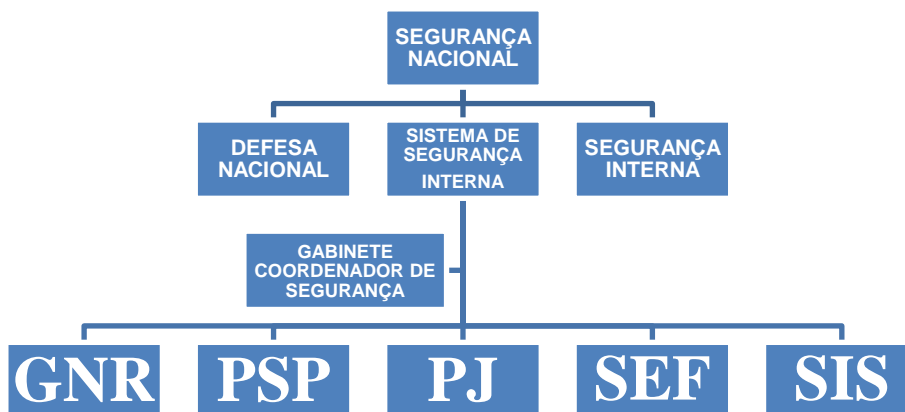 SEGURANÇA
NACIONAL
DEFESA
NACIONAL
SISTEMA DE
SEGURANÇA
INTERNA
SEGURANÇA
INTERNA
GABINETE
COORDENADOR DE
SEGURANÇA
GNR
PSP
PJ
SEF
SIS